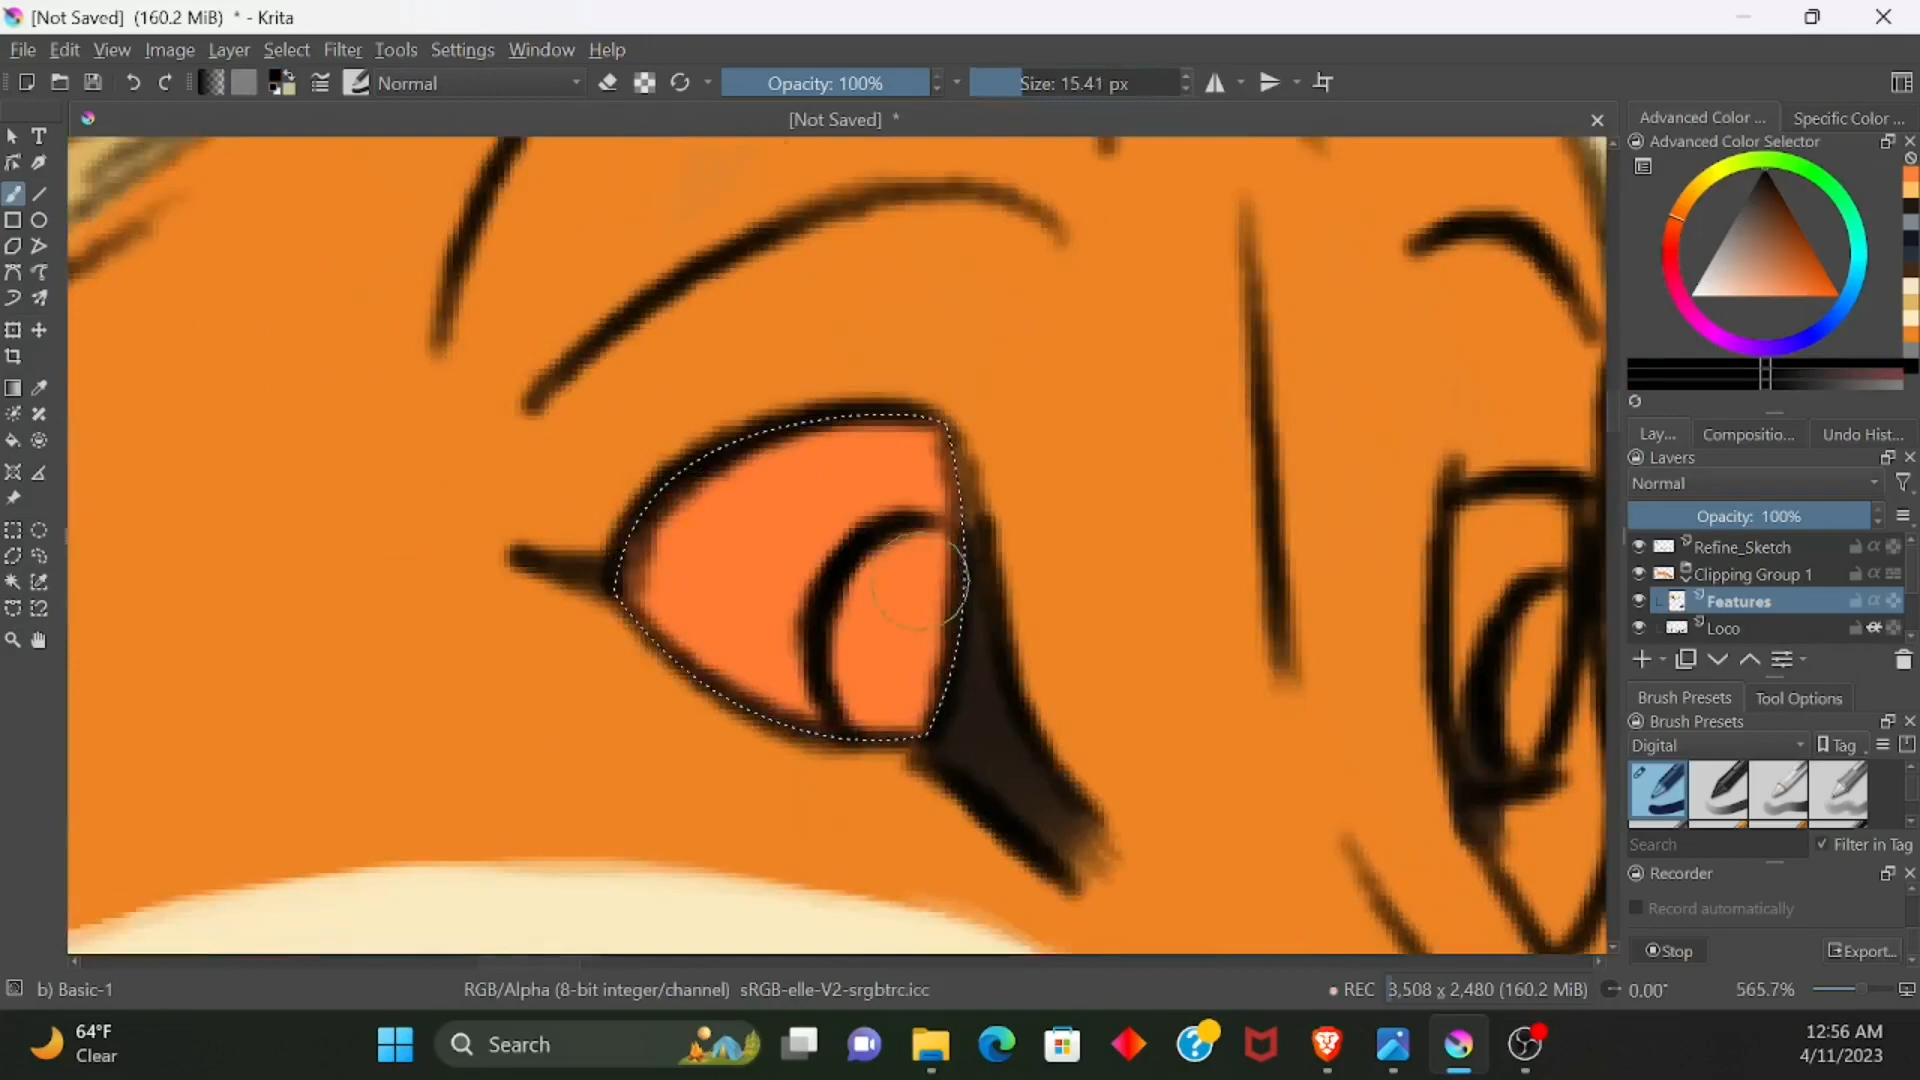 [Not Saved]  (160.2 MiB)  * - Krita
File Edit View Image Layer Select Filter Tools Settings Window Help
Normal Opacity: 100% Size: 15.41 px
[Not Saved] *
Advanced Color ... Specific Color ...
Advanced Color Selector
Lay... Compositio... Undo Hist...
Layers
Normal
Opacity: 100%
Refine_Sketch
Clipping Group 1
Features
Loco
Brush Presets Tool Options
Brush Presets
Digital Tag
Search Filter in Tag
Recorder
Record automatically
Stop Export...
b) Basic-1 RGB/Alpha (8-bit integer/channel) sRGB-elle-V2-srgbtrc.icc REC 3,508 x 2,480 (160.2 MiB) 0.00° 565.7%
64°F
Clear
Search
12:56 AM
4/11/2023